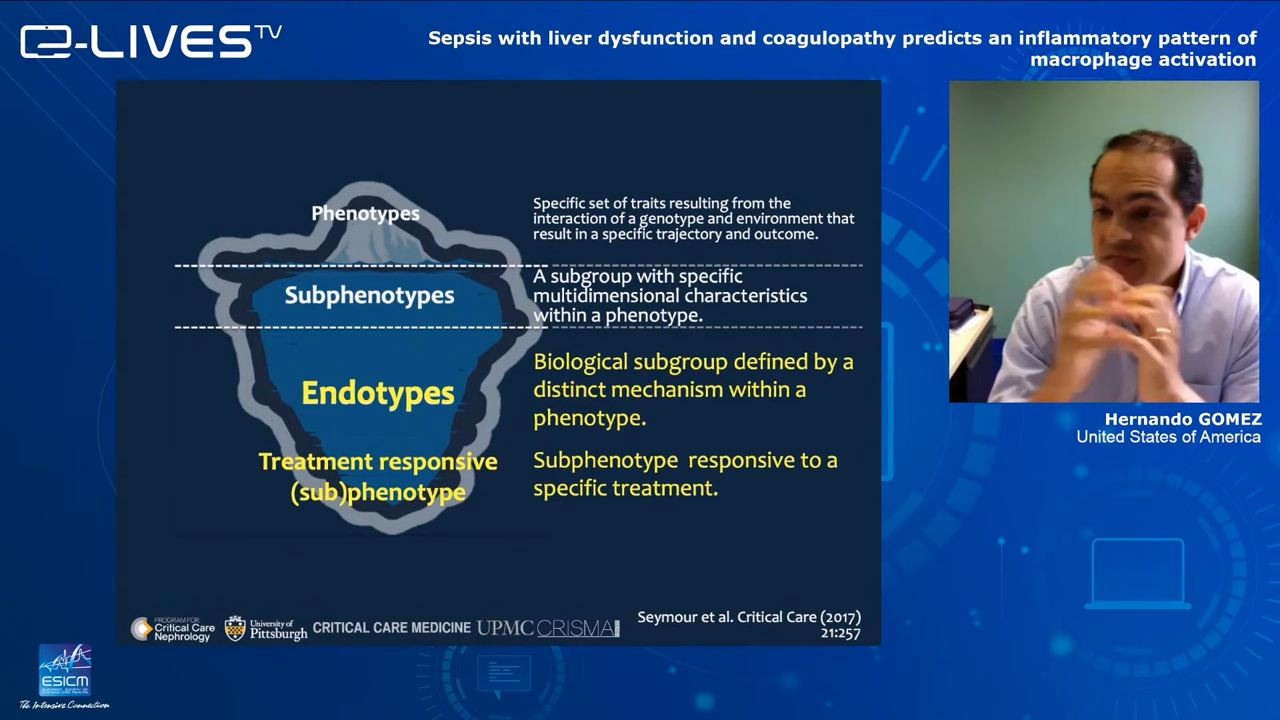 e-LIVES TV
Sepsis with liver dysfunction and coagulopathy predicts an inflammatory pattern of
macrophage activation
Phenotypes
Specific set of traits resulting from the
interaction of a genotype and environment that
result in a specific trajectory and outcome.
Subphenotypes
A subgroup with specific
multidimensional characteristics
within a phenotype.
Endotypes
Biological subgroup defined by a
distinct mechanism within a
phenotype.
Treatment responsive
(sub)phenotype
Subphenotype responsive to a
specific treatment.
Hernando GOMEZ
United States of America
Seymour et al. Critical Care (2017)
21:257
PROGRAM FOR
Critical Care
Nephrology
University of
Pittsburgh
CRITICAL CARE MEDICINE
UPMC
CRISMA
ESICM
The Intensive Connection